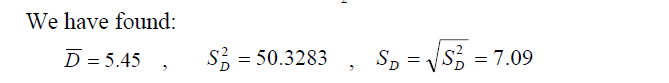 We have found:
D̅ = 5.45 , S_D^2 = 50.3283 , S_D = √(S_D^2) = 7.09